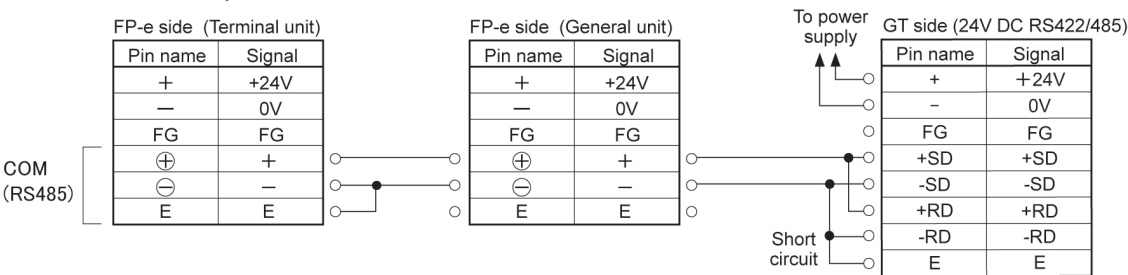 FP-e side (Terminal unit)
Pin name Signal
+ +24V
− 0V
FG FG
⊕ +
⊖ −
E E
COM
(RS485)
FP-e side (General unit)
Pin name Signal
+ +24V
− 0V
FG FG
⊕ +
⊖ −
E E
To power
supply
GT side (24V DC RS422/485)
Pin name Signal
+ +24V
− 0V
FG FG
+SD +SD
-SD -SD
+RD +RD
-RD -RD
E E
Short
circuit